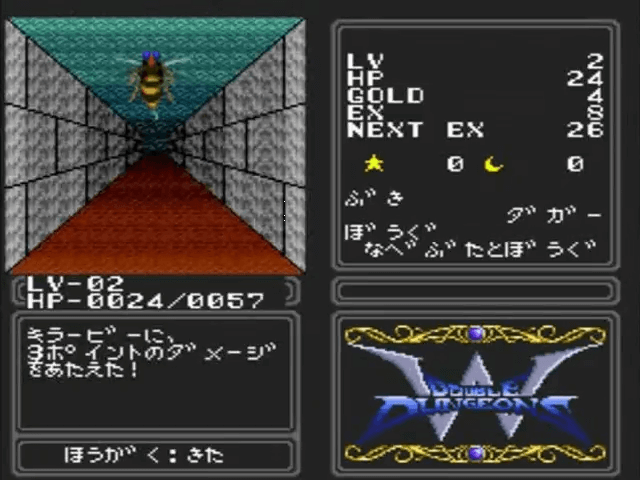 LV-02
HP-0024/0057
キラービーに、
3ポイントのダメージ
をあたえた!
ほうがく:きた
LV 2
HP 24
GOLD 4
EX 8
NEXT EX 26
★ 0 ☾ 0
ぶき
ダガー
ぼうぐ
なべぶたとぼうぐ
W
DOUBLE
DUNGEONS